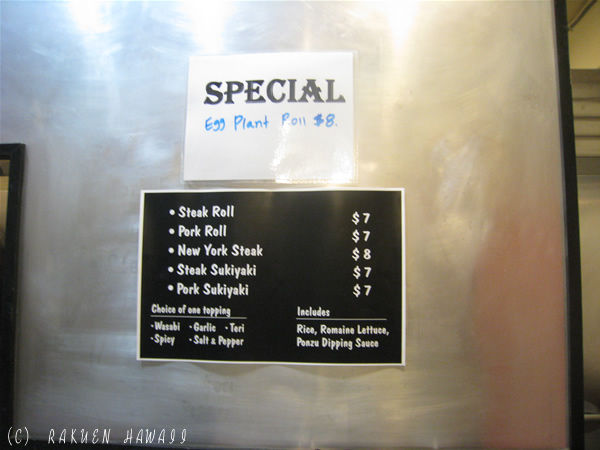 SPECIAL
Egg Plant Roll $8.
• Steak Roll $7
• Pork Roll $7
• New York Steak $8
• Steak Sukiyaki $7
• Pork Sukiyaki $7
Choice of one topping
·Wasabi ·Garlic ·Teri
·Spicy ·Salt & Pepper
Includes
Rice, Romaine Lettuce,
Ponzu Dipping Sauce
(C) RAKUEN HAWAII